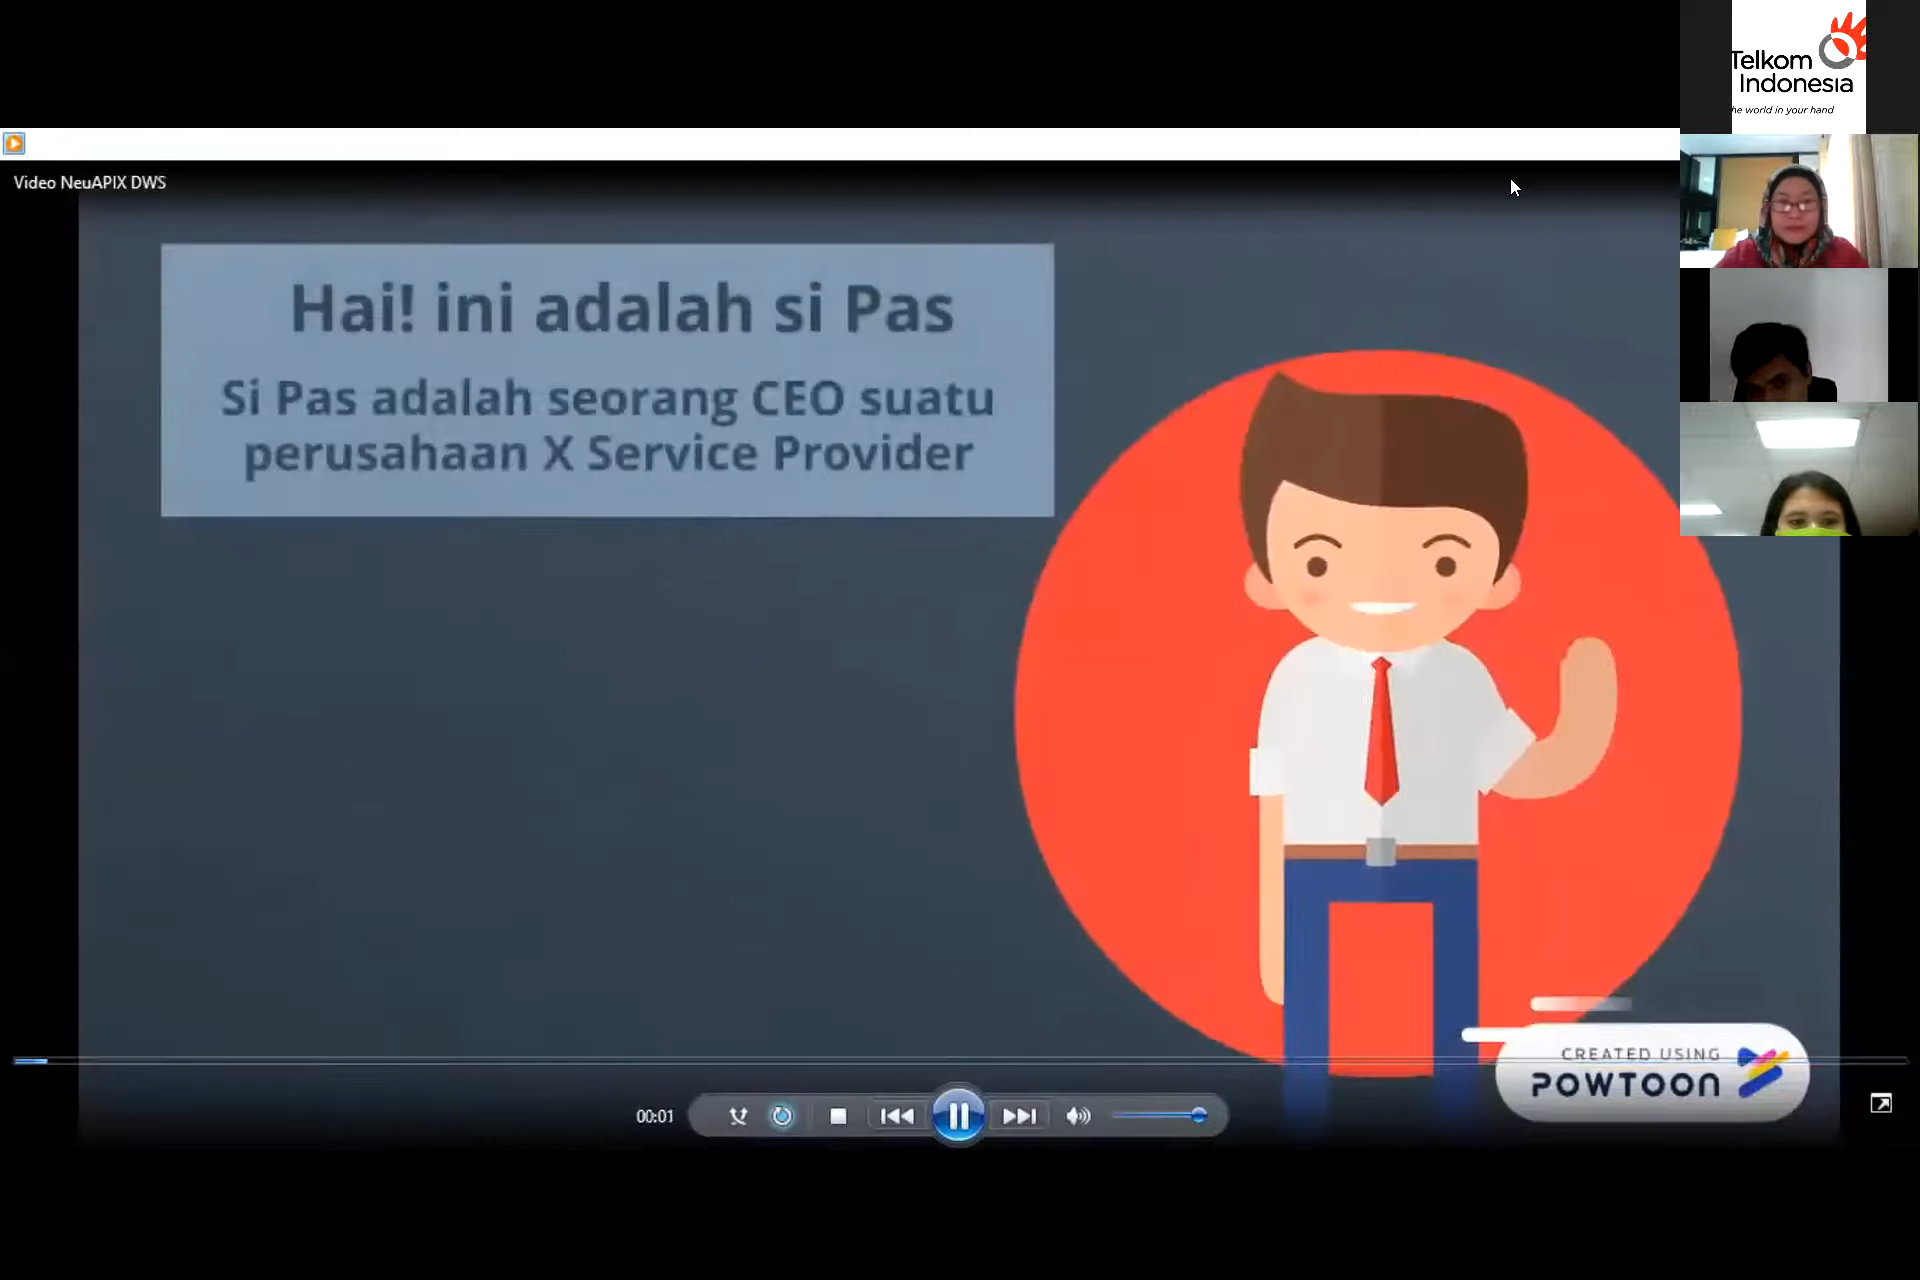 Telkom
Indonesia
he world in your hand
Video NeuAPIX DWS
Hai! ini adalah si Pas
Si Pas adalah seorang CEO suatu
perusahaan X Service Provider
CREATED USING
POWTOON
00:01